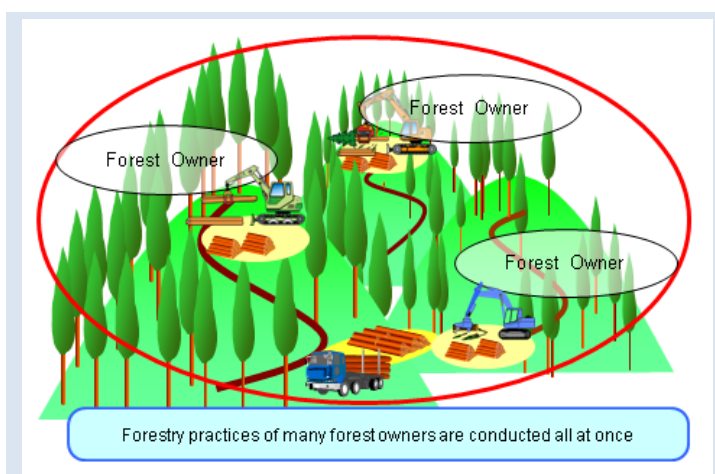 Forest Owner
Forest Owner
Forest Owner
Forestry practices of many forest owners are conducted all at once